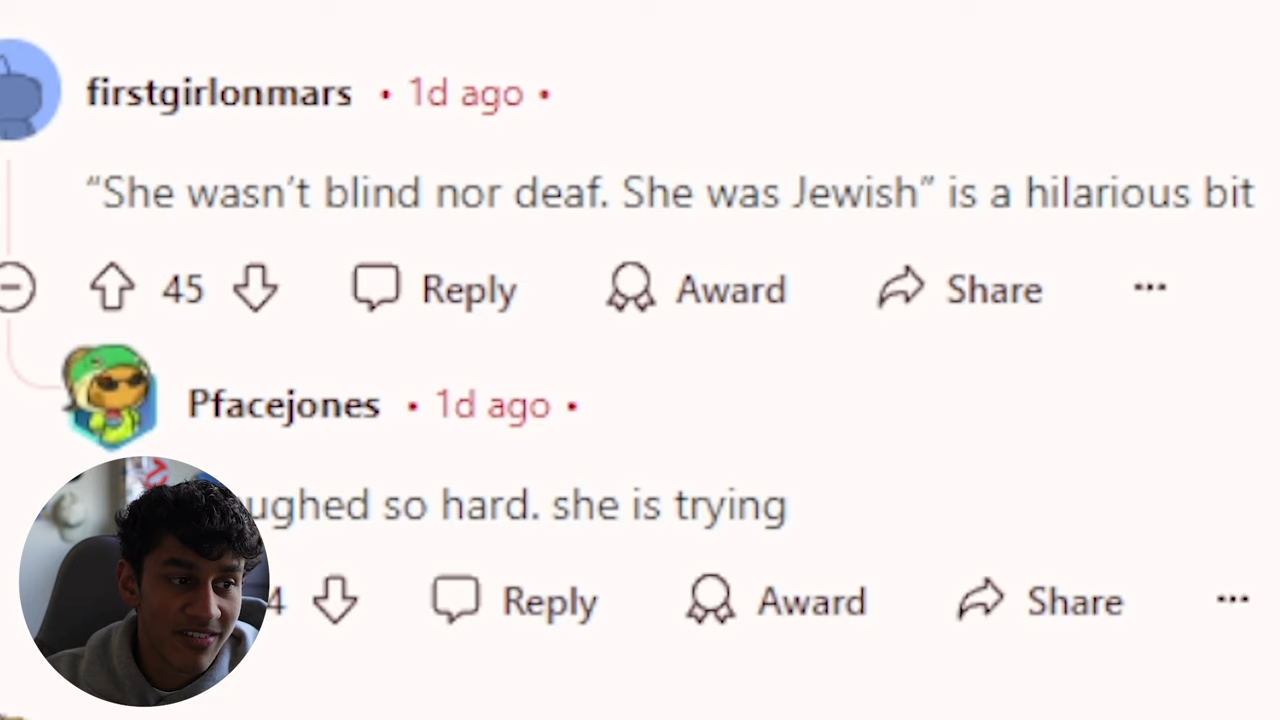 firstgirlonmars • 1d ago •
“She wasn’t blind nor deaf. She was Jewish” is a hilarious bit
45 Reply Award Share ...
Pfacejones • 1d ago •
so hard. she is trying
4 Reply Award Share ...